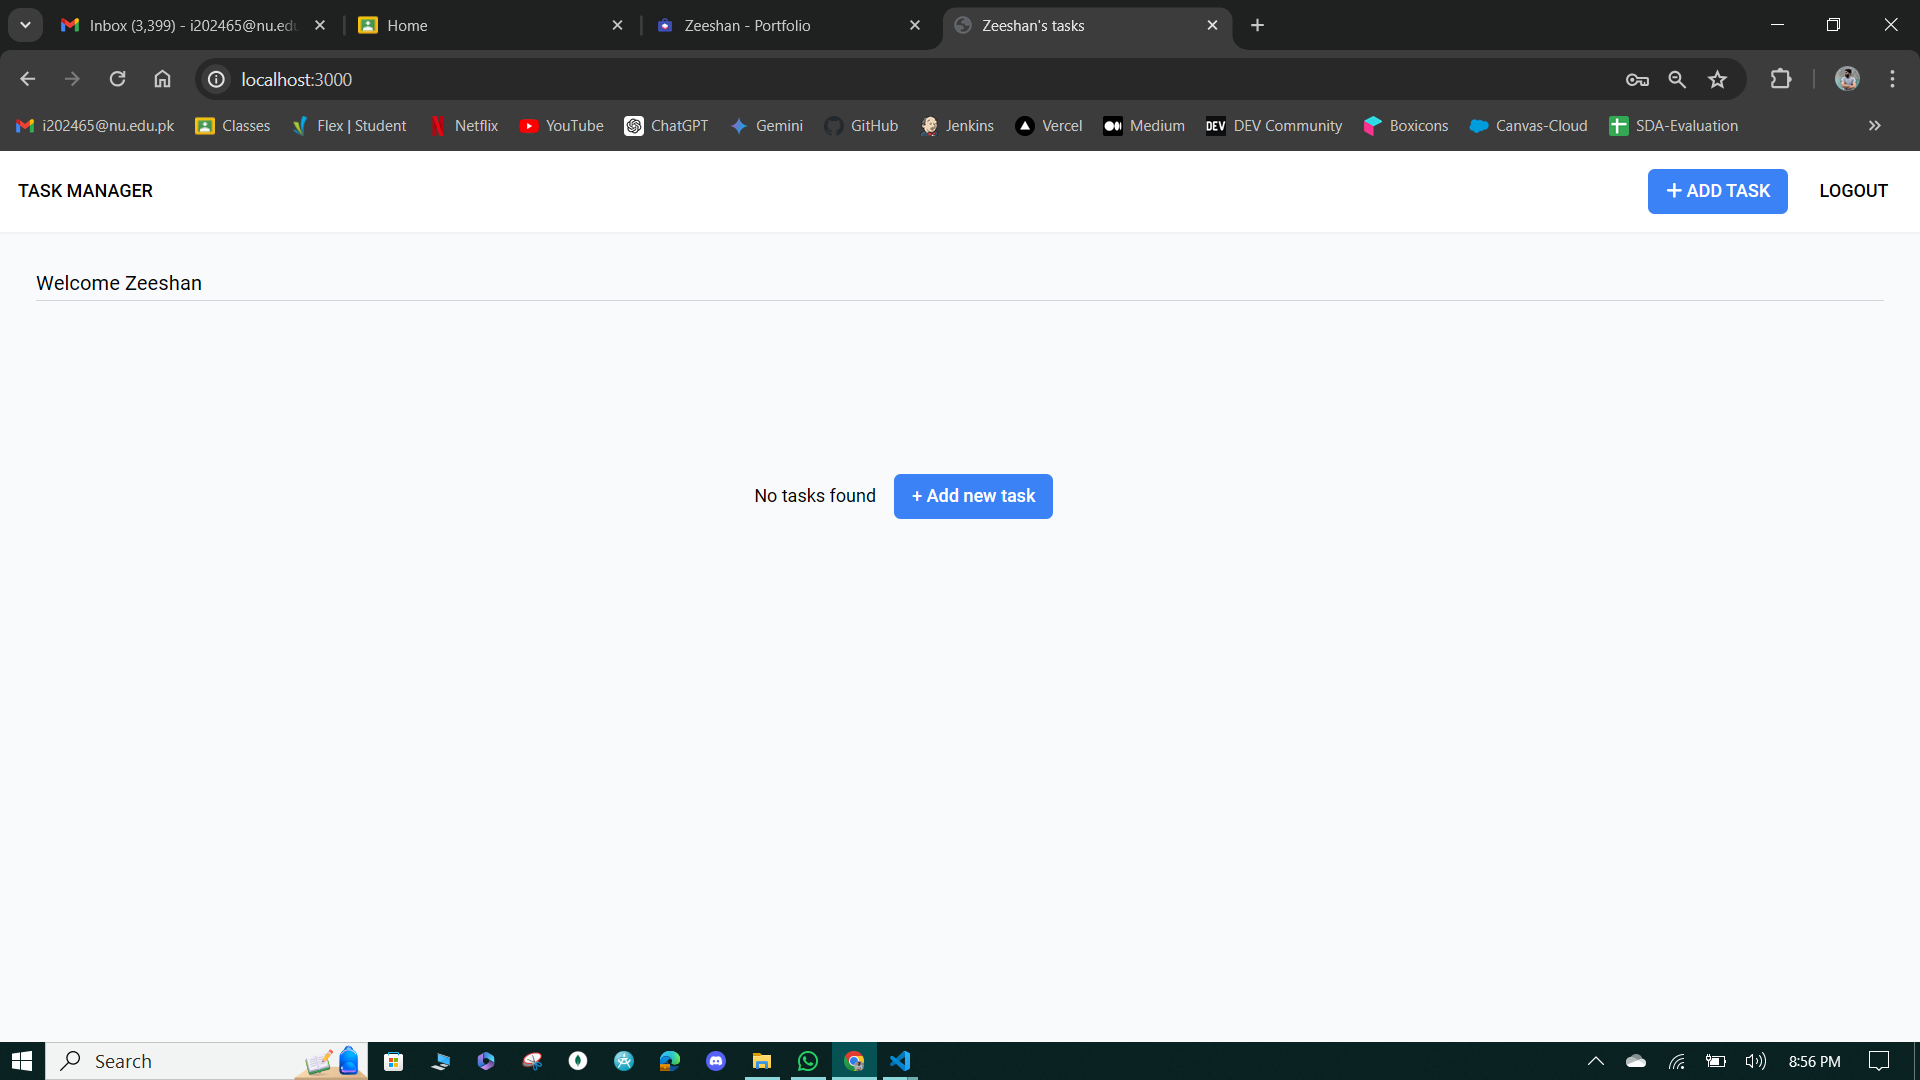 Inbox (3,399) - i202465@nu.edu
Home
Zeeshan - Portfolio
Zeeshan's tasks
localhost:3000
i202465@nu.edu.pk
Classes
Flex | Student
Netflix
YouTube
ChatGPT
Gemini
GitHub
Jenkins
Vercel
Medium
DEV
DEV Community
Boxicons
Canvas-Cloud
SDA-Evaluation
TASK MANAGER
+ ADD TASK
LOGOUT
Welcome Zeeshan
No tasks found
+ Add new task
Search
8:56 PM